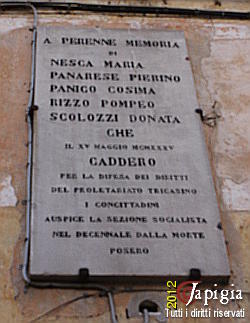 A PERENNE MEMORIA
DI
NESCA MARIA
PANARESE PIERINO
PANICO COSIMA
RIZZO POMPEO
SCOLOZZI DONATA
CHE
IL XV MAGGIO MCMXXXV
CADDERO
PER LA DIFESA DEI DIRITTI
DEL PROLETARIATO TRICASINO
I CONCITTADINI
AUSPICE LA SEZIONE SOCIALISTA
NEL DECENNALE DALLA MORTE
POSERO
2012
Japigia
Tutti i diritti riservati